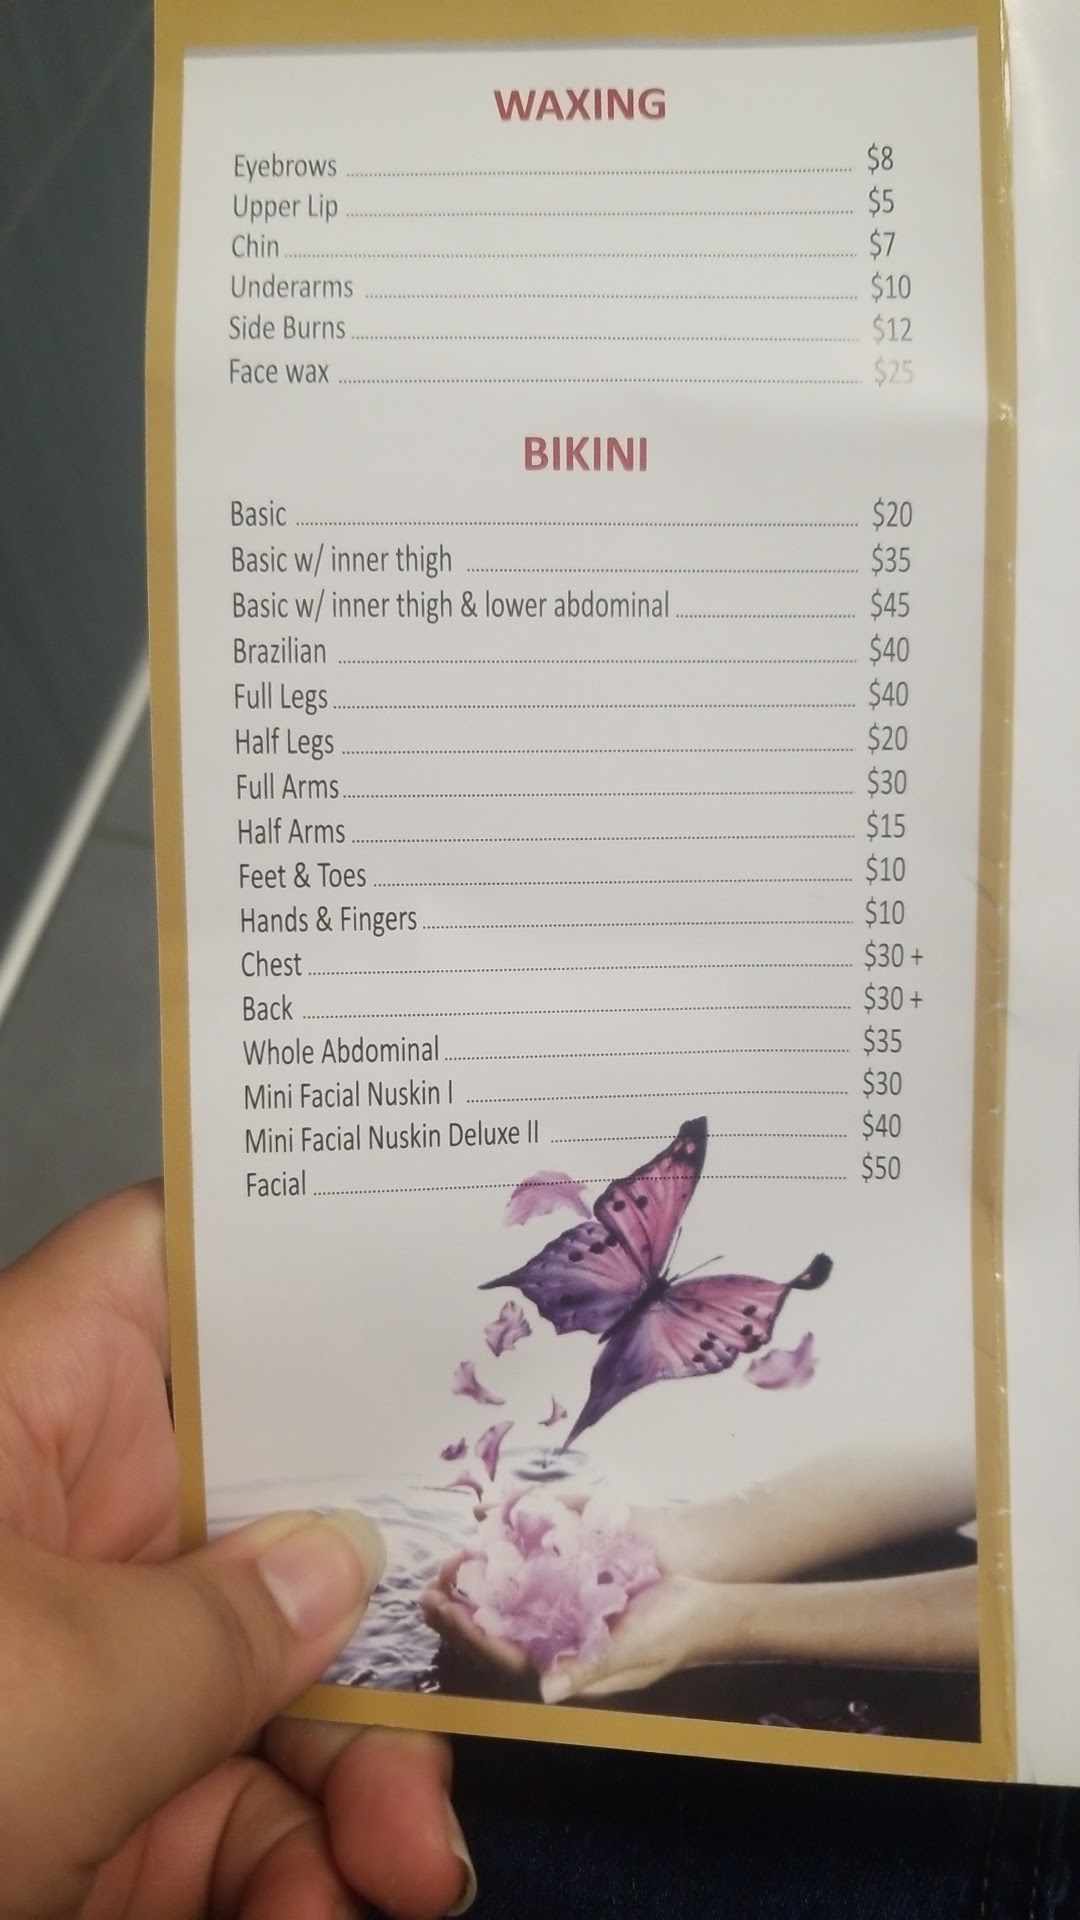 WAXING
Eyebrows ........ $8
Upper Lip ........ $5
Chin ........ $7
Underarms ........ $10
Side Burns ........ $12
Face wax ........ $25
BIKINI
Basic ........ $20
Basic w/ inner thigh ........ $35
Basic w/ inner thigh & lower abdominal ........ $45
Brazilian ........ $40
Full Legs ........ $40
Half Legs ........ $20
Full Arms ........ $30
Half Arms ........ $15
Feet & Toes ........ $10
Hands & Fingers ........ $10
Chest ........ $30 +
Back ........ $30 +
Whole Abdominal ........ $35
Mini Facial Nuskin I ........ $30
Mini Facial Nuskin Deluxe II ........ $40
Facial ........ $50